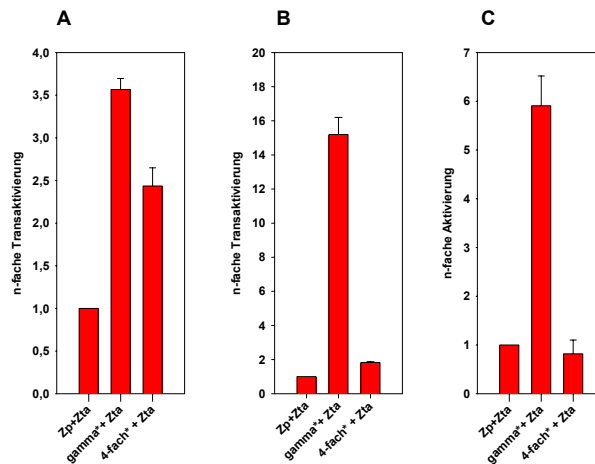 A
B
C
n-fache Transaktivierung
4,0
3,5
3,0
2,5
2,0
1,5
1,0
0,5
0,0
Zp+Zta
gamma*+ Zta
4-fach* + Zta
n-fache Transaktivierung
20
18
16
14
12
10
8
6
4
2
0
Zp+Zta
gamma*+ Zta
4-fach* + Zta
n-fache Aktivierung
7
6
5
4
3
2
1
0
Zp+Zta
gamma*+ Zta
4-fach* + Zta